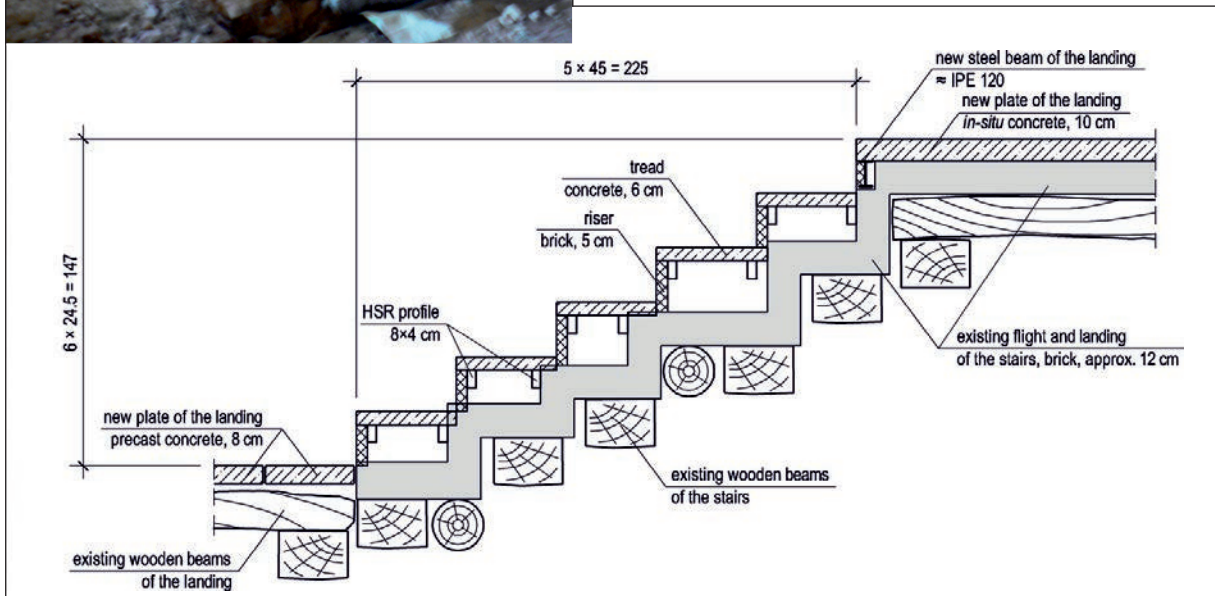 5 × 45 = 225
new steel beam of the landing
≈ IPE 120
new plate of the landing
in-situ concrete, 10 cm
tread
concrete, 6 cm
riser
brick, 5 cm
6 × 24.5 = 147
HSR profile
8×4 cm
existing flight and landing
of the stairs, brick, approx. 12 cm
new plate of the landing
precast concrete, 8 cm
existing wooden beams
of the stairs
existing wooden beams
of the landing